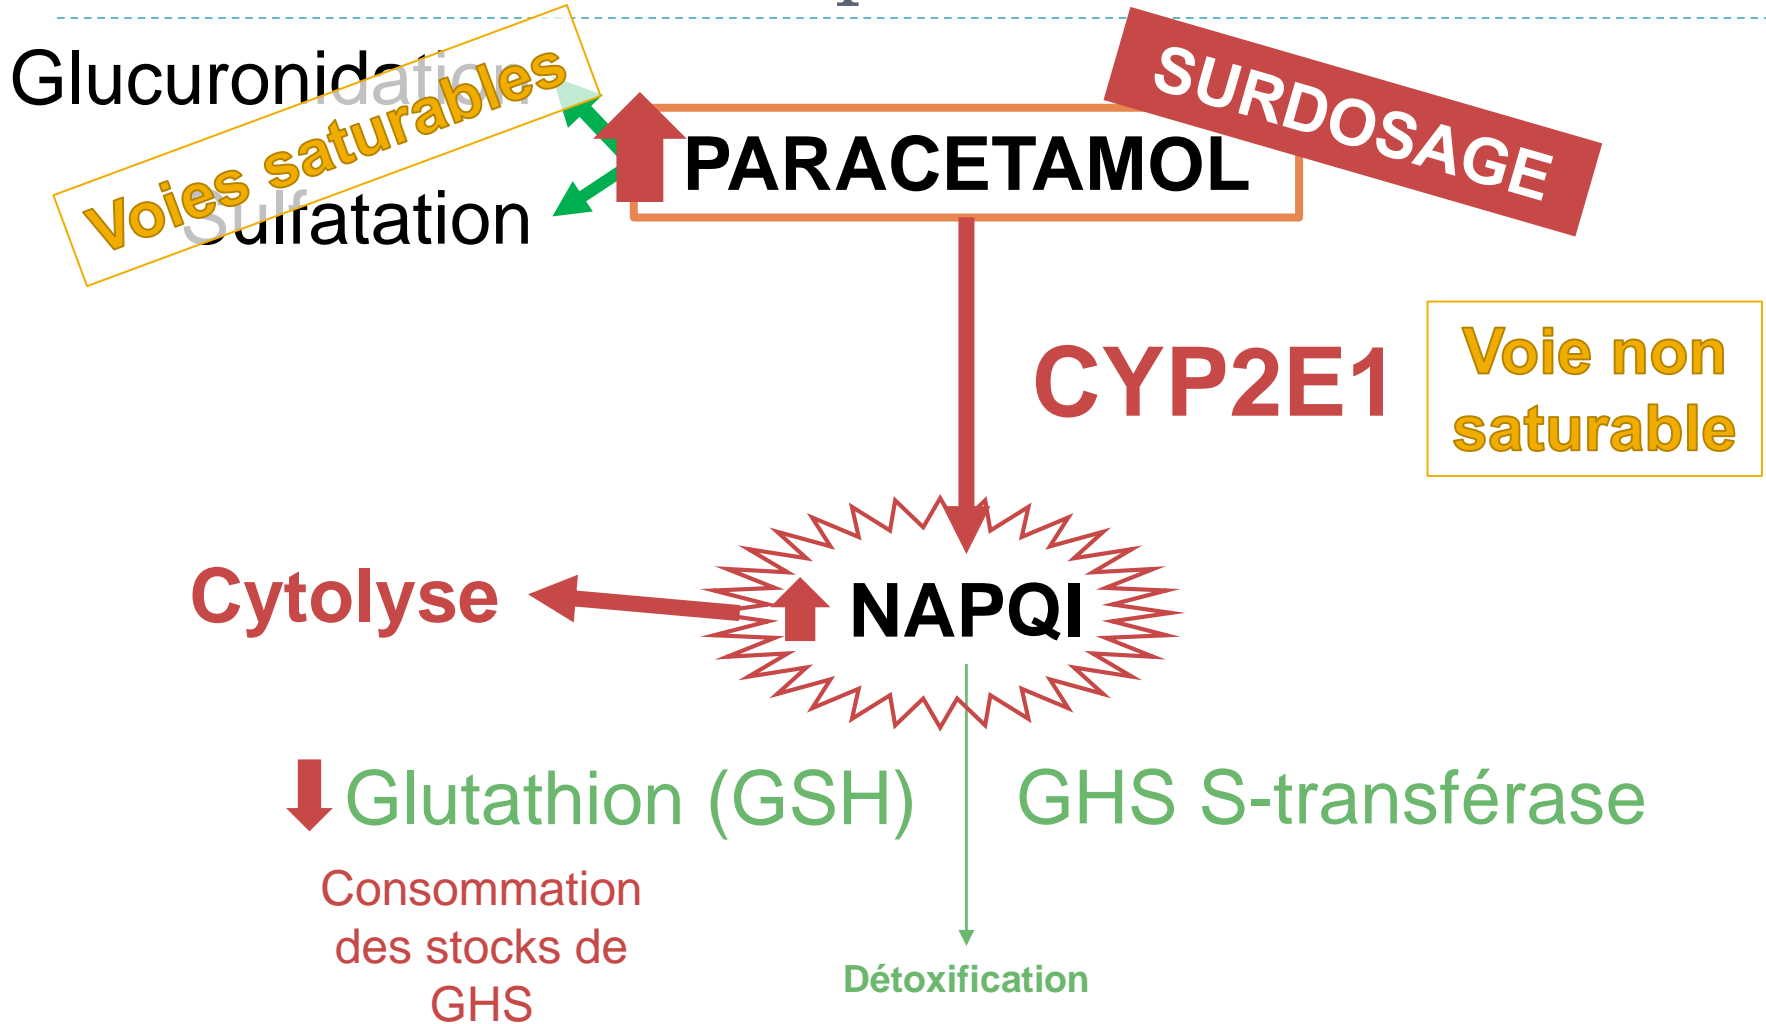 Glucuronidation
Voies saturables
Sulfatation
PARACETAMOL
SURDOSAGE
CYP2E1
Voie non
saturable
Cytolyse
NAPQI
Glutathion (GSH)
GHS S-transférase
Consommation
des stocks de
GHS
Détoxification